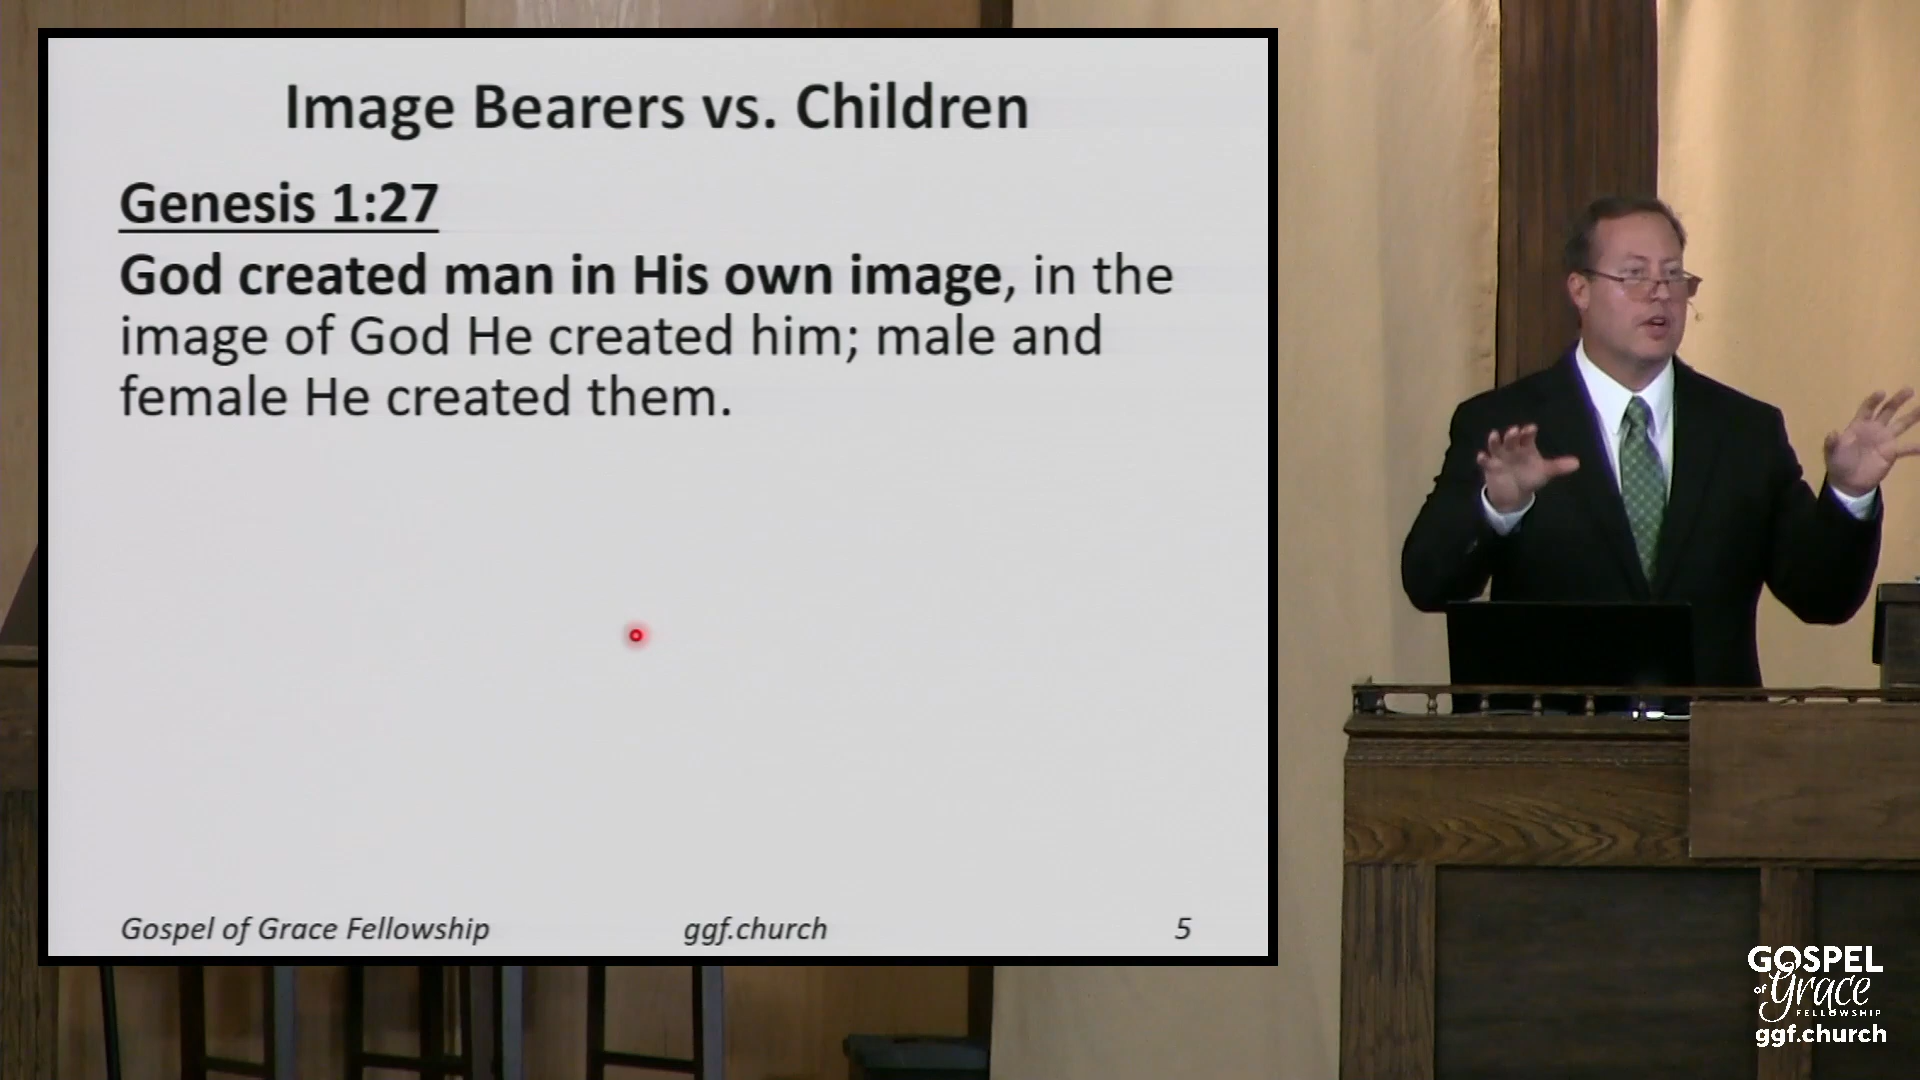 Image Bearers vs. Children
Genesis 1:27
God created man in His own image, in the
image of God He created him; male and
female He created them.
Gospel of Grace Fellowship ggf.church 5
GOSPEL
of Grace
FELLOWSHIP
ggf.church